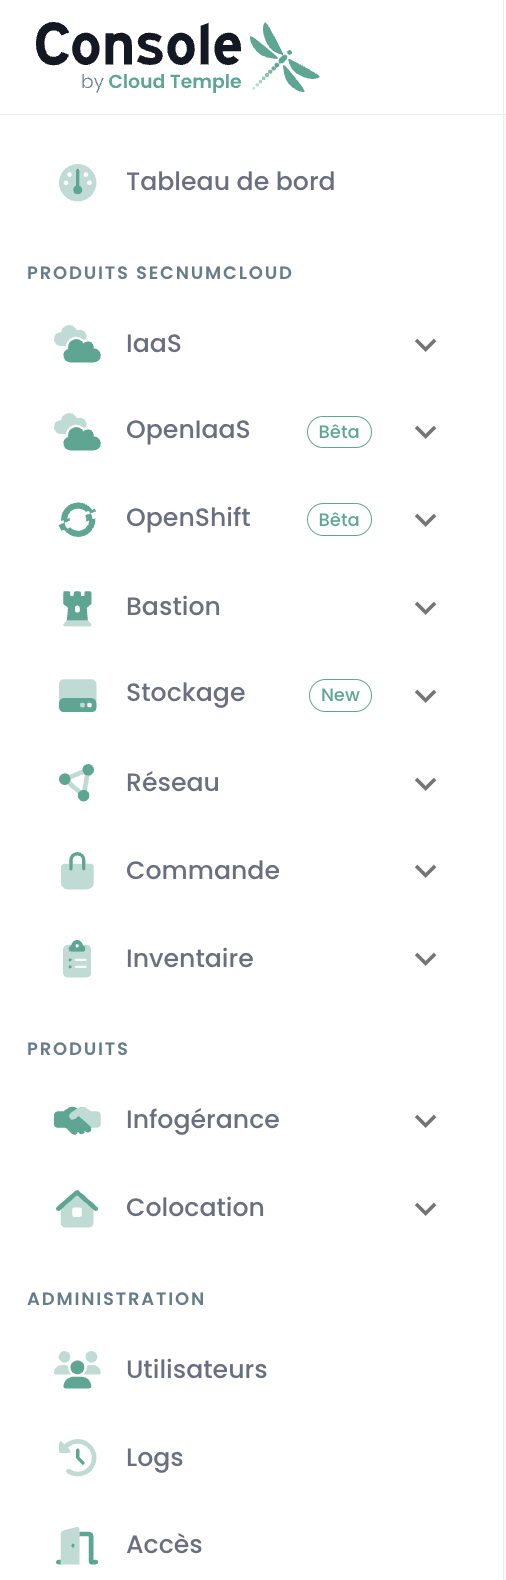 Console
by Cloud Temple
Tableau de bord
PRODUITS SECNUMCLOUD
IaaS
OpenIaaS Bêta
OpenShift Bêta
Bastion
Stockage New
Réseau
Commande
Inventaire
PRODUITS
Infogérance
Colocation
ADMINISTRATION
Utilisateurs
Logs
Accès